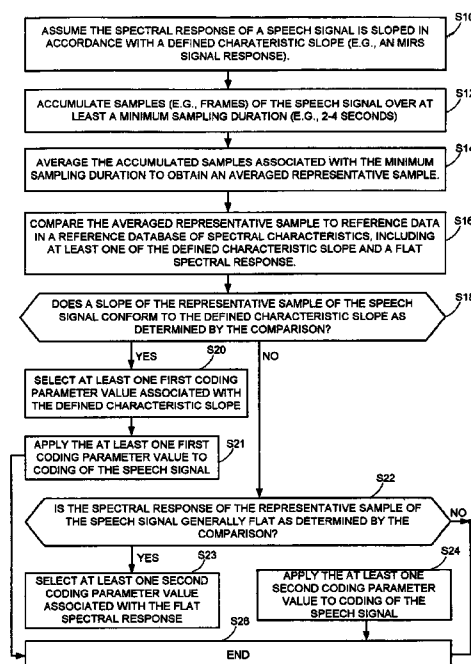 S10
ASSUME THE SPECTRAL RESPONSE OF A SPEECH SIGNAL IS SLOPED IN
ACCORDANCE WITH A DEFINED CHARATERISTIC SLOPE (E.G., AN MIRS
SIGNAL RESPONSE).
S12
ACCUMULATE SAMPLES (E.G., FRAMES) OF THE SPEECH SIGNAL OVER AT
LEAST A MINIMUM SAMPLING DURATION (E.G., 2-4 SECONDS)
S14
AVERAGE THE ACCUMULATED SAMPLES ASSOCIATED WITH THE MINIMUM
SAMPLING DURATION TO OBTAIN AN AVERAGED REPRESENTATIVE SAMPLE.
S16
COMPARE THE AVERAGED REPRESENTATIVE SAMPLE TO REFERENCE DATA
IN A REFERENCE DATABASE OF SPECTRAL CHARACTERISTICS, INCLUDING
AT LEAST ONE OF THE DEFINED CHARACTERISTIC SLOPE AND A FLAT
SPECTRAL RESPONSE.
S18
DOES A SLOPE OF THE REPRESENTATIVE SAMPLE OF THE SPEECH
SIGNAL CONFORM TO THE DEFINED CHARACTERISTIC SLOPE AS
DETERMINED BY THE COMPARISON?
YES
S20
NO
SELECT AT LEAST ONE FIRST CODING
PARAMETER VALUE ASSOCIATED WITH
THE DEFINED CHARACTERISTIC SLOPE
S21
APPLY THE AT LEAST ONE FIRST
CODING PARAMETER VALUE TO
CODING OF THE SPEECH SIGNAL
S22
IS THE SPECTRAL RESPONSE OF THE REPRESENTATIVE SAMPLE OF
THE SPEECH SIGNAL GENERALLY FLAT AS DETERMINED BY THE
COMPARISON?
NO
YES
S23
S24
SELECT AT LEAST ONE SECOND
CODING PARAMETER VALUE
ASSOCIATED WITH THE FLAT
SPECTRAL RESPONSE
APPLY THE AT LEAST ONE
SECOND CODING PARAMETER
VALUE TO CODING OF THE
SPEECH SIGNAL
S26
END